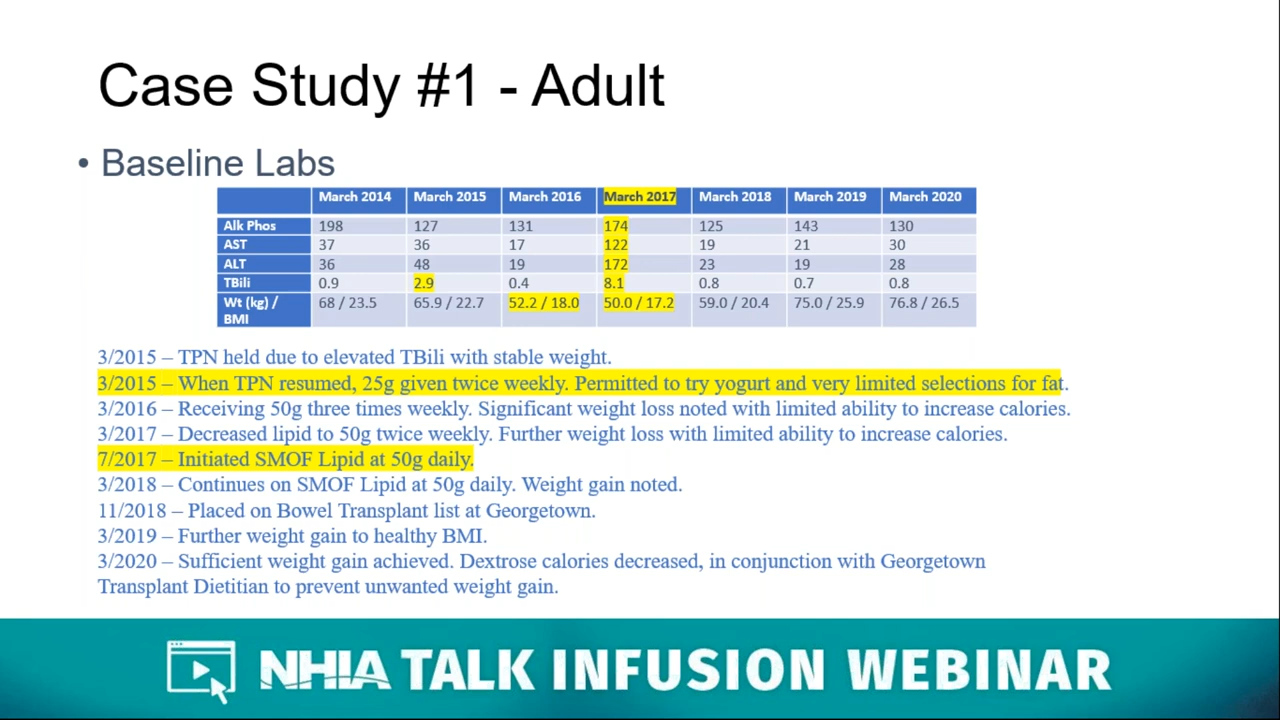 Case Study #1 - Adult
• Baseline Labs
March 2014 March 2015 March 2016 March 2017 March 2018 March 2019 March 2020
Alk Phos 198 127 131 174 125 143 130
AST 37 36 17 122 19 21 30
ALT 36 48 19 172 23 19 28
TBili 0.9 2.9 0.4 8.1 0.8 0.7 0.8
Wt (kg) / 68 / 23.5 65.9 / 22.7 52.2 / 18.0 50.0 / 17.2 59.0 / 20.4 75.0 / 25.9 76.8 / 26.5
BMI
3/2015 – TPN held due to elevated TBili with stable weight.
3/2015 – When TPN resumed, 25g given twice weekly. Permitted to try yogurt and very limited selections for fat.
3/2016 – Receiving 50g three times weekly. Significant weight loss noted with limited ability to increase calories.
3/2017 – Decreased lipid to 50g twice weekly. Further weight loss with limited ability to increase calories.
7/2017 – Initiated SMOF Lipid at 50g daily.
3/2018 – Continues on SMOF Lipid at 50g daily. Weight gain noted.
11/2018 – Placed on Bowel Transplant list at Georgetown.
3/2019 – Further weight gain to healthy BMI.
3/2020 – Sufficient weight gain achieved. Dextrose calories decreased, in conjunction with Georgetown
Transplant Dietitian to prevent unwanted weight gain.
NHIA TALK INFUSION WEBINAR